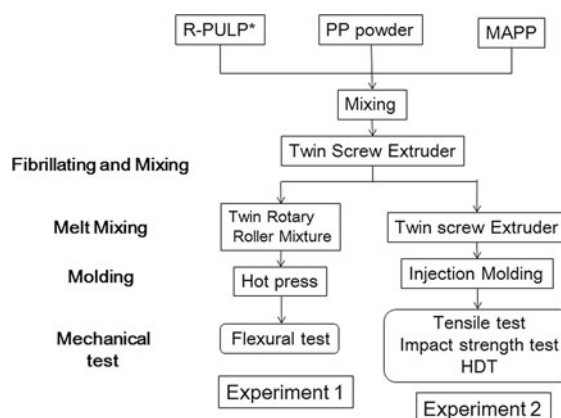 R-PULP*
PP powder
MAPP
Mixing
Twin Screw Extruder
Fibrillating and Mixing
Melt Mixing
Twin Rotary
Roller Mixture
Twin screw Extruder
Molding
Hot press
Injection Molding
Mechanical
test
Flexural test
Tensile test
Impact strength test
HDT
Experiment 1
Experiment 2